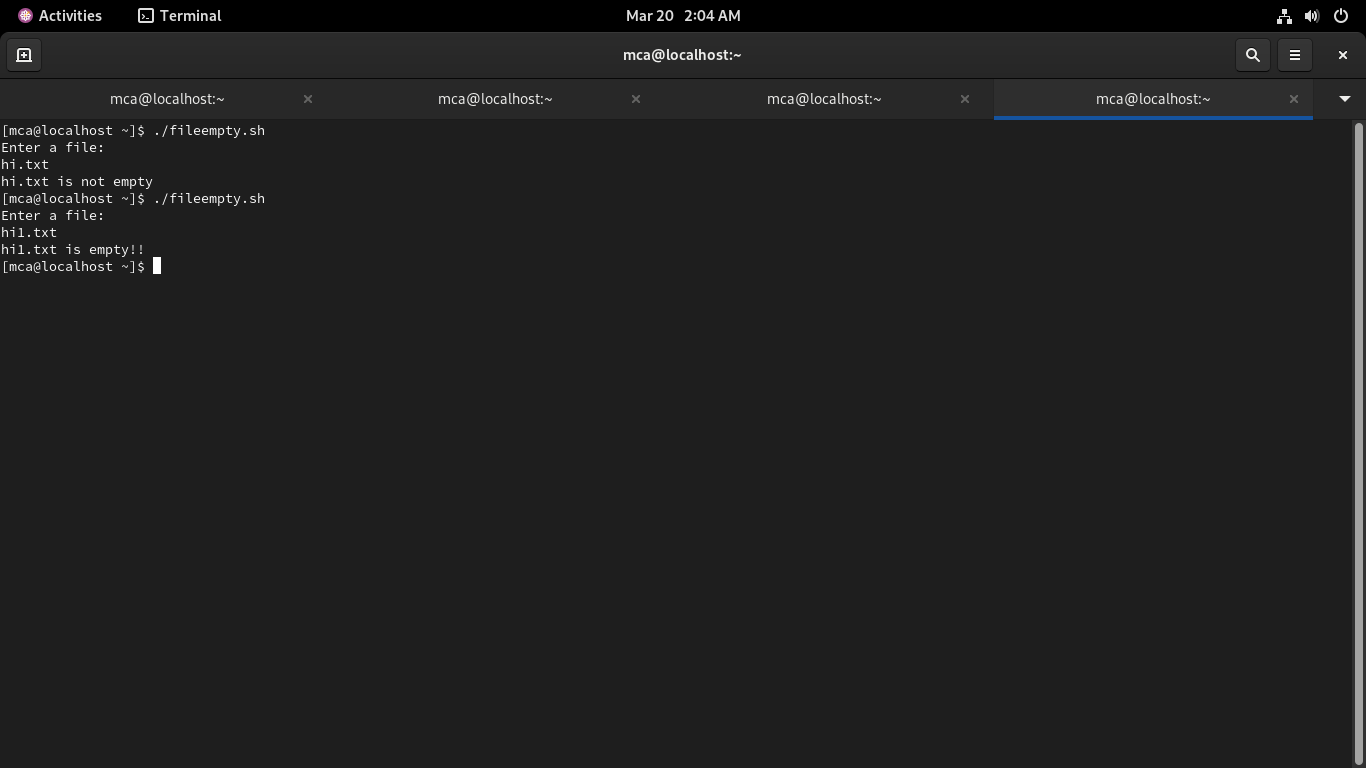 Activities Terminal Mar 20 2:04 AM
mca@localhost:~
mca@localhost:~ mca@localhost:~ mca@localhost:~ mca@localhost:~
[mca@localhost ~]$ ./fileempty.sh
Enter a file:
hi.txt
hi.txt is not empty
[mca@localhost ~]$ ./fileempty.sh
Enter a file:
hi1.txt
hi1.txt is empty!!
[mca@localhost ~]$